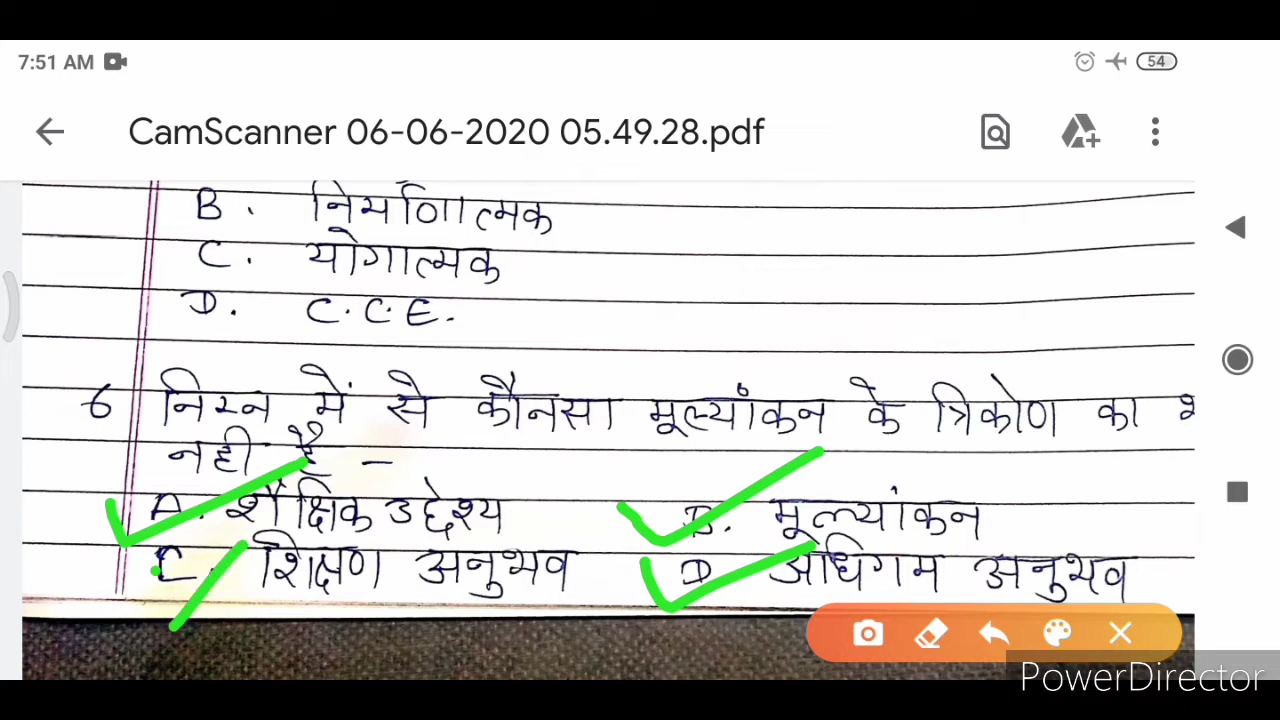 7:51 AM
54
CamScanner 06-06-2020 05.49.28.pdf
B. निर्माणात्मक
C. योगात्मक
D. C.C.E.
6 निम्न में से कौनसा मूल्यांकन के त्रिकोण का
नही है -
A. शैक्षिक उद्देश्य B. मूल्यांकन
C. शिक्षण अनुभव D. अधिगम अनुभव
PowerDirector